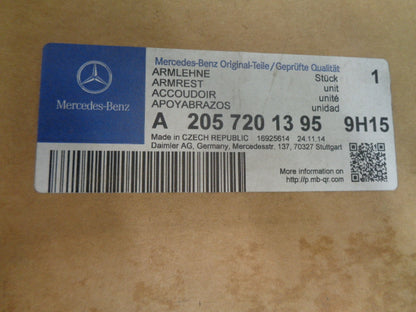 Mercedes-Benz
Mercedes-Benz Original-Teile/Geprüfte Qualität
ARMLEHNE Stück 1
ARMREST unit
ACCOUDOIR unité
APOYABRAZOS unidad
A 205 720 13 95 9H15
Made in CZECH REPUBLIC 16925614 24.11.14
Daimler AG, Germany, Mercedesstr. 137, 70327 Stuttgart
More information on
http://p.mb-qr.com